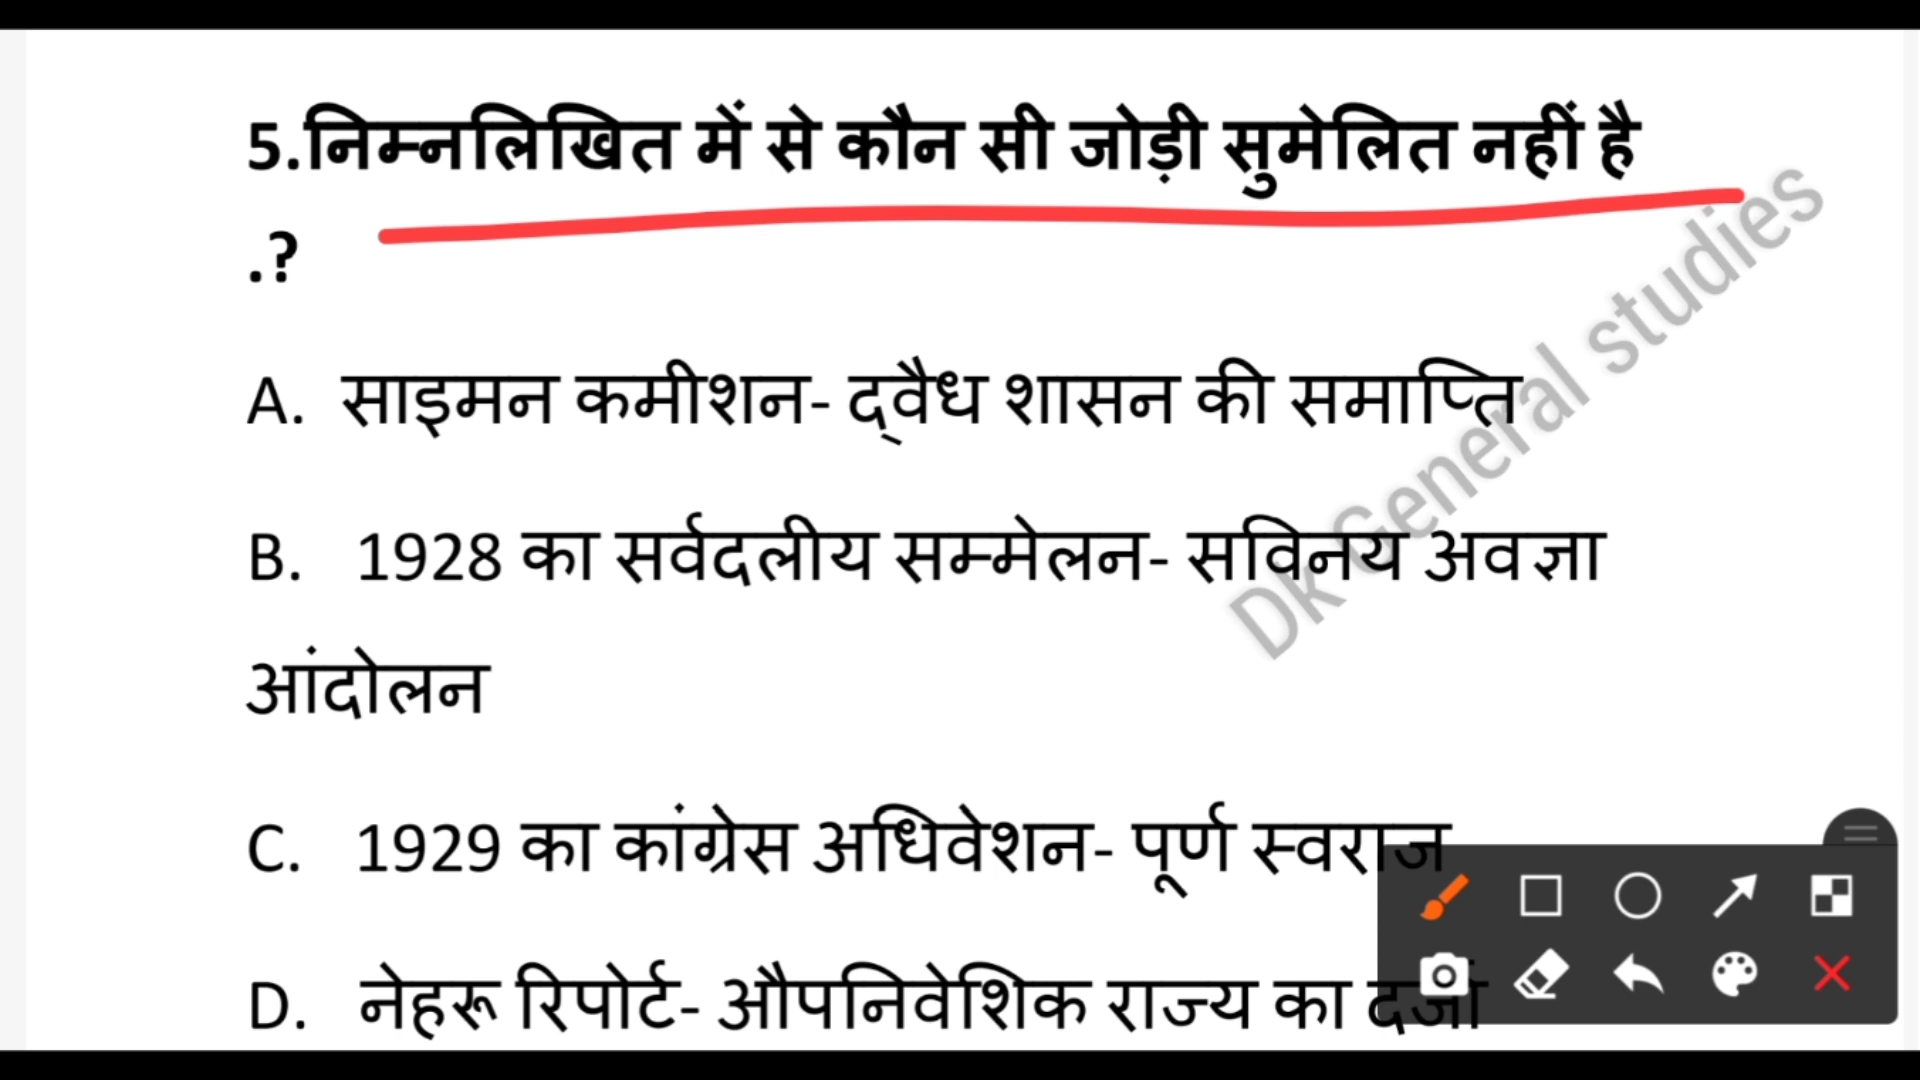 5.निम्नलिखित में से कौन सी जोड़ी सुमेलित नहीं है
.?
A. साइमन कमीशन- द्वैध शासन की समाप्ति
B. 1928 का सर्वदलीय सम्मेलन- सविनय अवज्ञा
आंदोलन
C. 1929 का कांग्रेस अधिवेशन- पूर्ण स्वराज
D. नेहरू रिपोर्ट- औपनिवेशिक राज्य का दर्जा
Dk General studies